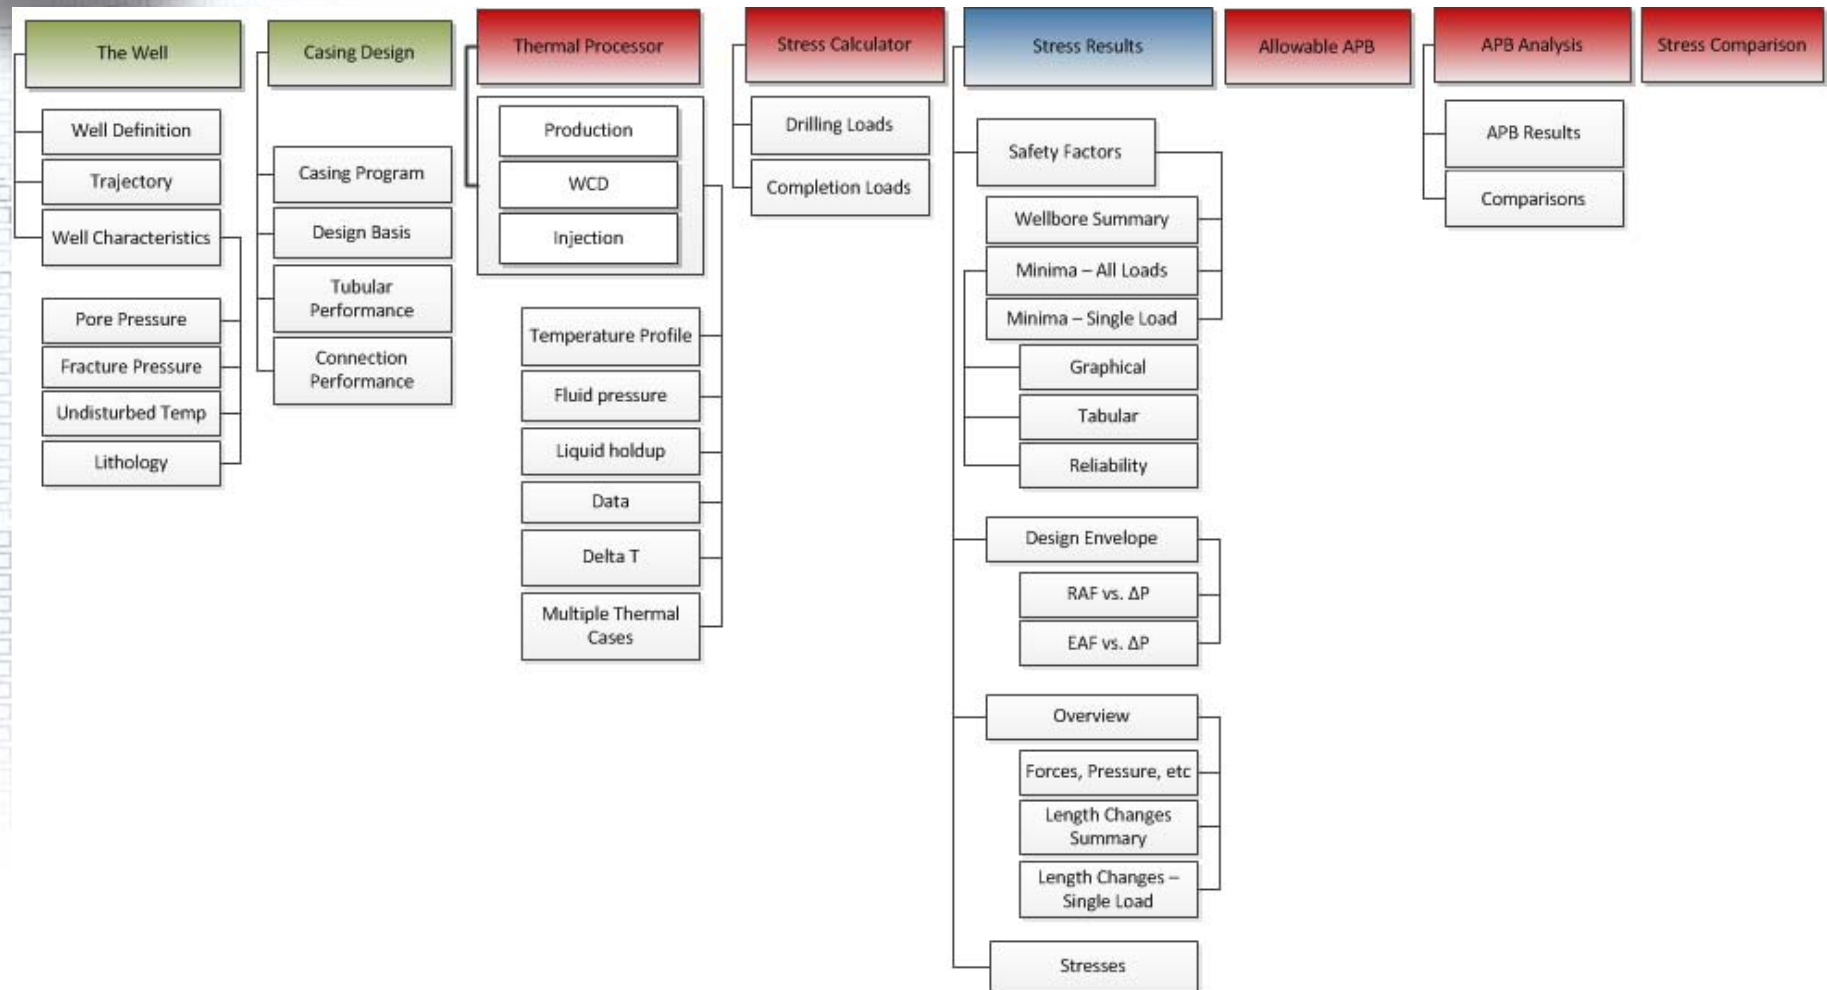 The Well
Well Definition
Trajectory
Well Characteristics
Pore Pressure
Fracture Pressure
Undisturbed Temp
Lithology
Casing Design
Casing Program
Design Basis
Tubular
Performance
Connection
Performance
Thermal Processor
Production
WCD
Injection
Temperature Profile
Fluid pressure
Liquid holdup
Data
Delta T
Multiple Thermal
Cases
Stress Calculator
Drilling Loads
Completion Loads
Stress Results
Safety Factors
Wellbore Summary
Minima – All Loads
Minima – Single Load
Graphical
Tabular
Reliability
Design Envelope
RAF vs. ΔP
EAF vs. ΔP
Overview
Forces, Pressure, etc
Length Changes
Summary
Length Changes –
Single Load
Stresses
Allowable APB
APB Analysis
APB Results
Comparisons
Stress Comparison